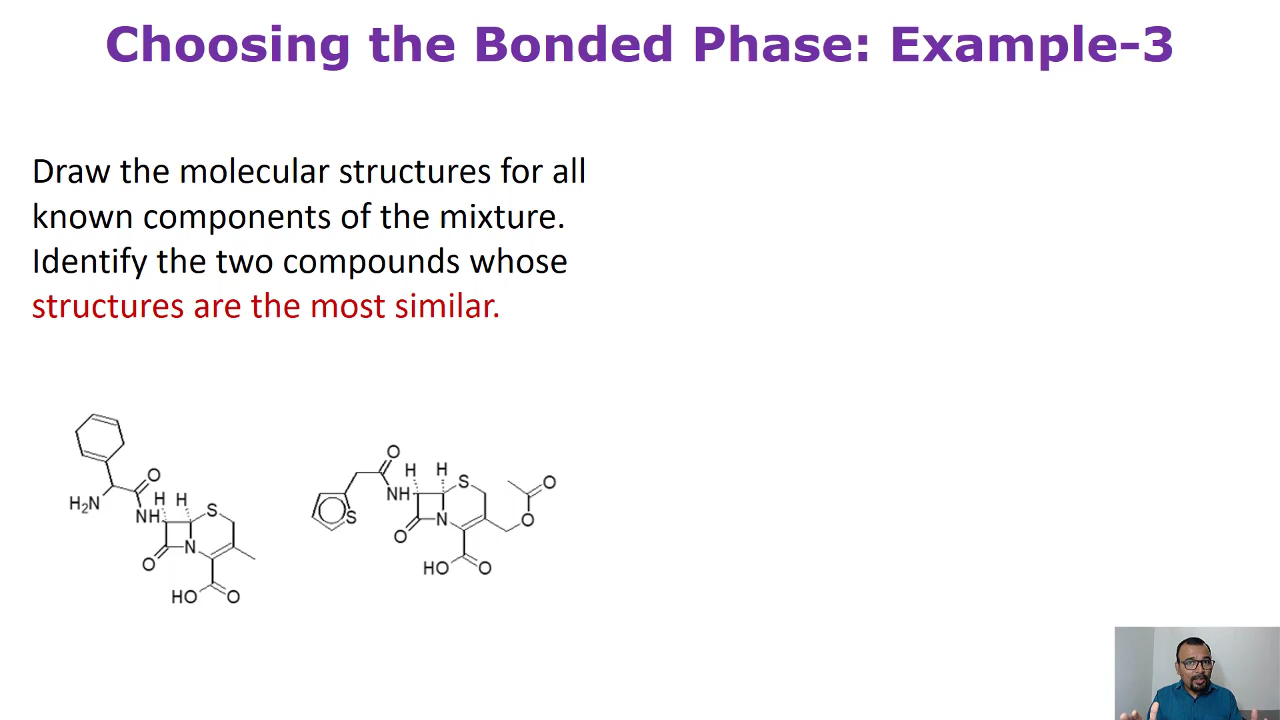 Choosing the Bonded Phase: Example-3
Draw the molecular structures for all
known components of the mixture.
Identify the two compounds whose
structures are the most similar.
H₂N
O
NH
H
H
S
O
N
HO
O
S
O
NH
H
H
S
O
N
O
O
HO
O